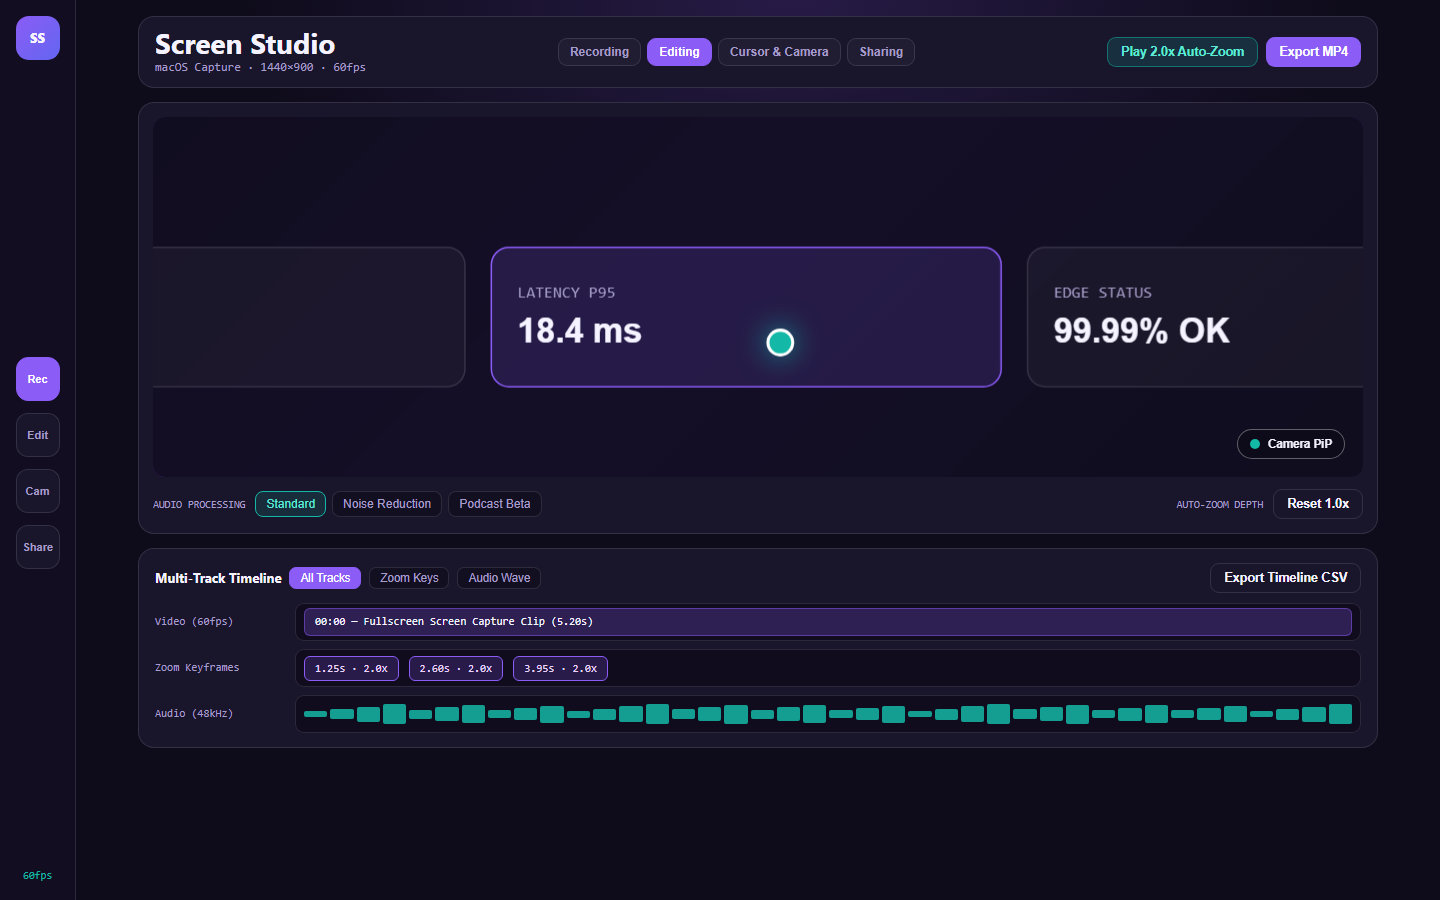 SS
Screen Studio
macOS Capture · 1440×900 · 60fps
Recording
Editing
Cursor & Camera
Sharing
Play 2.0x Auto-Zoom
Export MP4
LATENCY P95
18.4 ms
EDGE STATUS
99.99% OK
Camera PiP
Rec
Edit
Cam
Share
AUDIO PROCESSING
Standard
Noise Reduction
Podcast Beta
AUTO-ZOOM DEPTH
Reset 1.0x
Multi-Track Timeline
All Tracks
Zoom Keys
Audio Wave
Export Timeline CSV
Video (60fps)
00:00 — Fullscreen Screen Capture Clip (5.20s)
Zoom Keyframes
1.25s · 2.0x
2.60s · 2.0x
3.95s · 2.0x
Audio (48kHz)
60fps